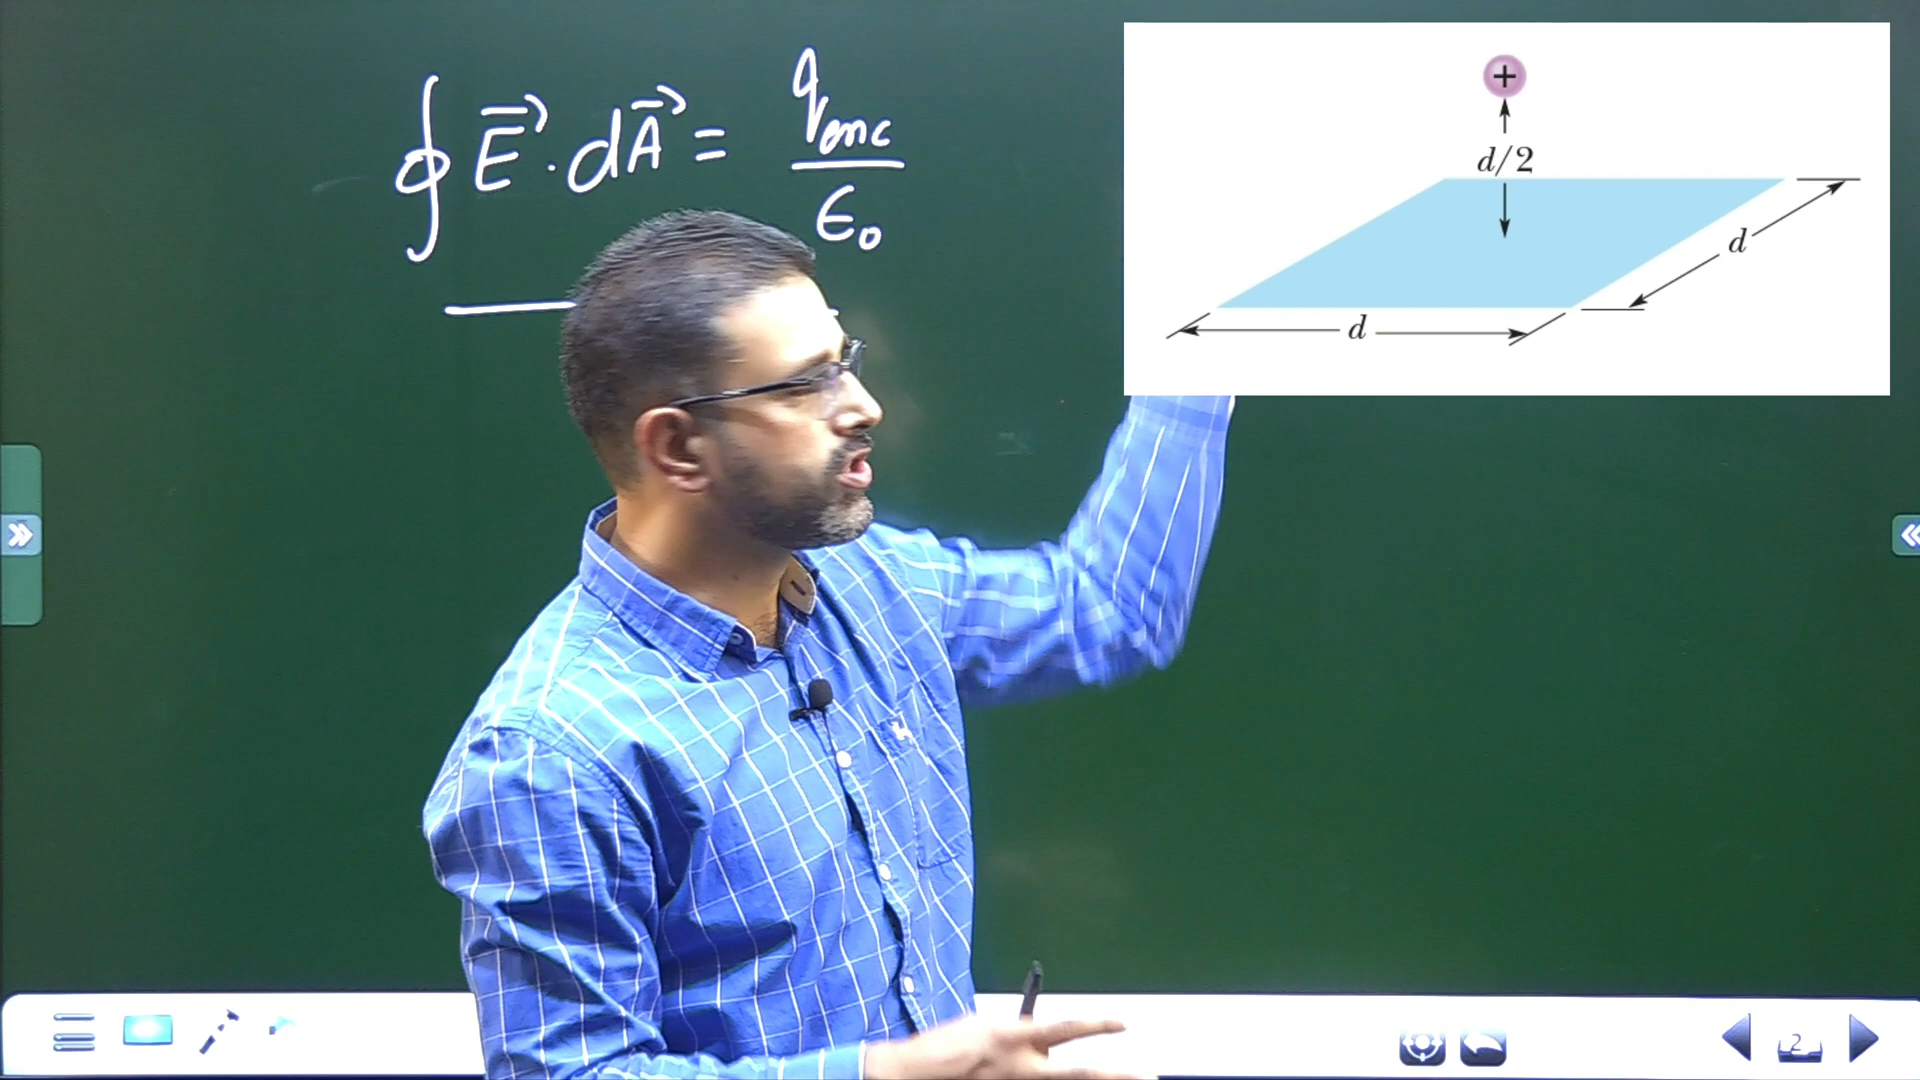 ∮ E⃗ · dA⃗ = q_enc / ε₀
+
d/2
d
d
2